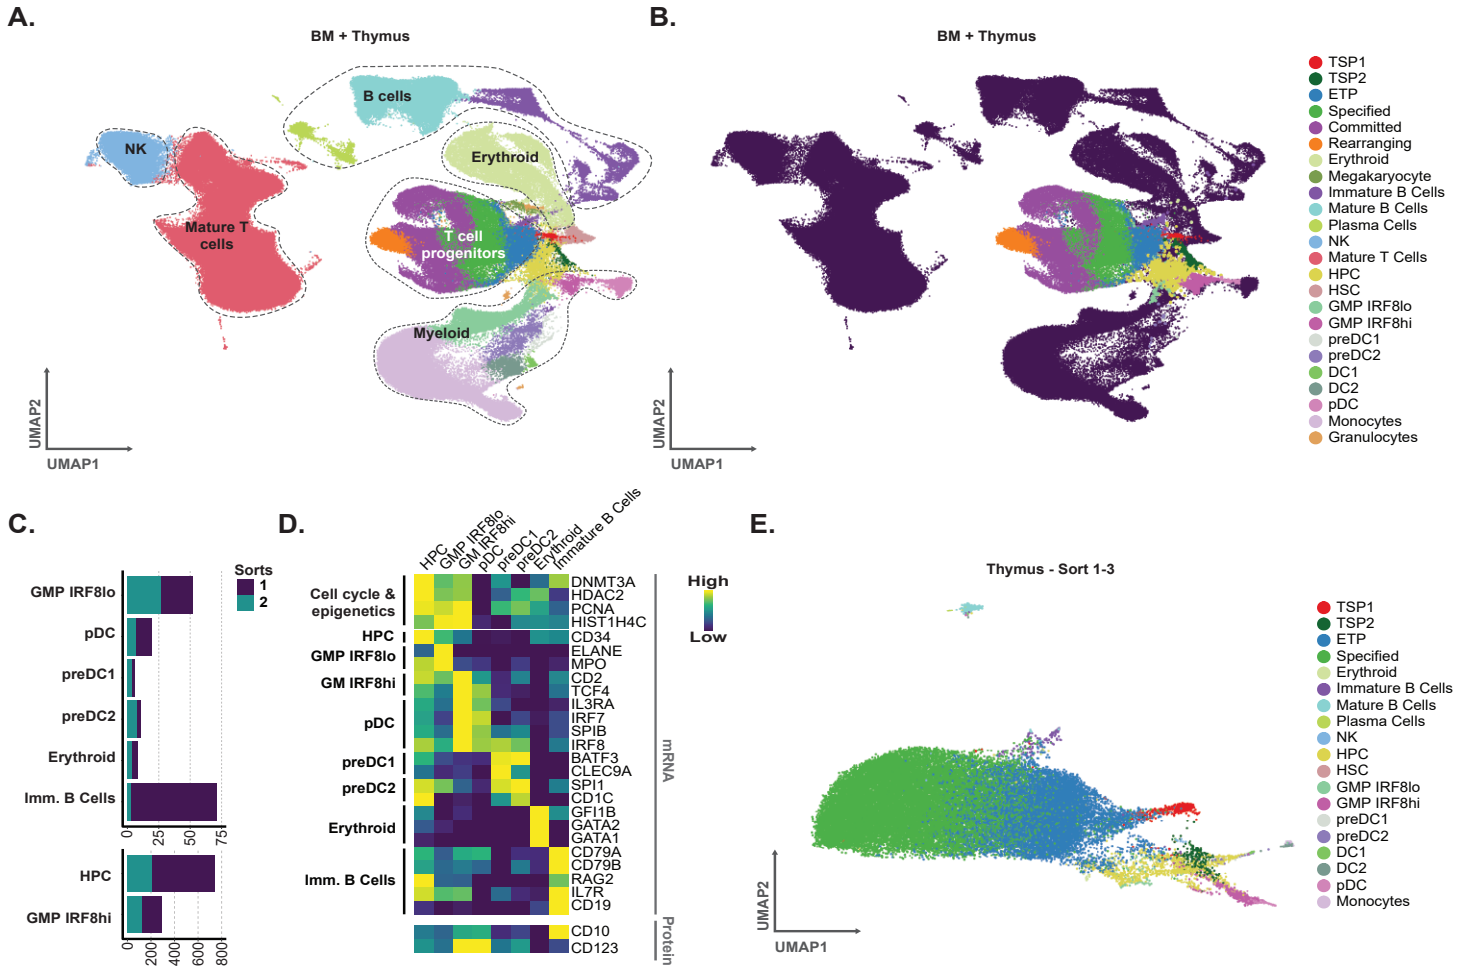 A.
BM + Thymus
B cells
NK
Erythroid
Mature T
cells
T cell
progenitors
Myeloid
UMAP2
UMAP1
B.
BM + Thymus
UMAP2
UMAP1
TSP1
TSP2
ETP
Specified
Committed
Rearranging
Erythroid
Megakaryocyte
Immature B Cells
Mature B Cells
Plasma Cells
NK
Mature T Cells
HPC
HSC
GMP IRF8lo
GMP IRF8hi
preDC1
preDC2
DC1
DC2
pDC
Monocytes
Granulocytes
C.
Sorts
1
2
GMP IRF8lo
pDC
preDC1
preDC2
Erythroid
Imm. B Cells
0
25
50
75
HPC
GMP IRF8hi
0
200
400
600
800
D.
HPC
GMP IRF8lo
GM IRF8hi
pDC
preDC1
preDC2
Erythroid
Immature B Cells
Cell cycle &
epigenetics
HPC
GMP IRF8lo
GM IRF8hi
pDC
preDC1
preDC2
Erythroid
Imm. B Cells
DNMT3A
HDAC2
PCNA
HIST1H4C
CD34
ELANE
MPO
CD2
TCF4
IL3RA
IRF7
SPIB
IRF8
BATF3
CLEC9A
SPI1
CD1C
GFI1B
GATA2
GATA1
CD79A
CD79B
RAG2
IL7R
CD19
CD10
CD123
mRNA
Protein
High
Low
E.
Thymus - Sort 1-3
UMAP2
UMAP1
TSP1
TSP2
ETP
Specified
Erythroid
Immature B Cells
Mature B Cells
Plasma Cells
NK
HPC
HSC
GMP IRF8lo
GMP IRF8hi
preDC1
preDC2
DC1
DC2
pDC
Monocytes